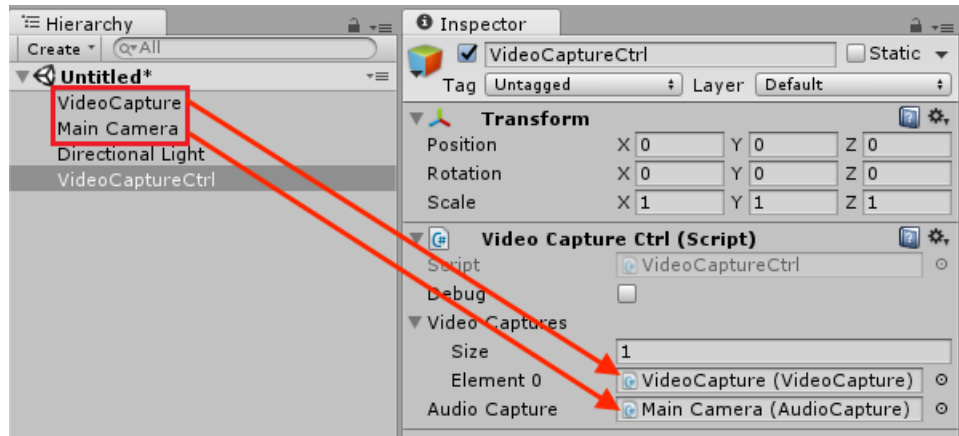 Hierarchy
Create
All
Untitled*
VideoCapture
Main Camera
Directional Light
VideoCaptureCtrl
Inspector
VideoCaptureCtrl Static
Tag Untagged Layer Default
Transform
Position X 0 Y 0 Z 0
Rotation X 0 Y 0 Z 0
Scale X 1 Y 1 Z 1
Video Capture Ctrl (Script)
Script VideoCaptureCtrl
Debug
Video Captures
Size 1
Element 0 VideoCapture (VideoCapture)
Audio Capture Main Camera (AudioCapture)